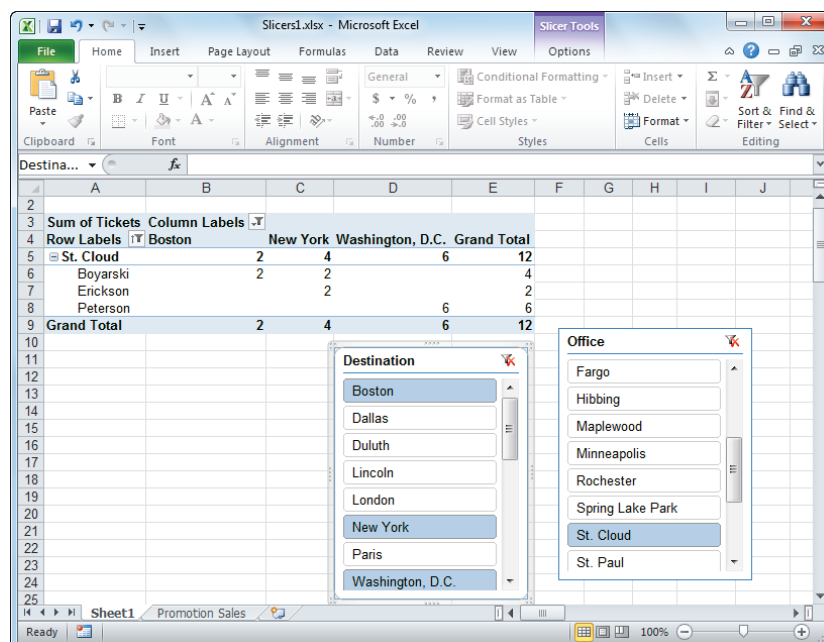 Slicers1.xlsx - Microsoft Excel
Slicer Tools
File Home Insert Page Layout Formulas Data Review View Options
Paste
B I U A A
A
General
$ % ,
Conditional Formatting
Format as Table
Cell Styles
Insert
Delete
Format
Σ
Sort & Filter
Find & Select
Clipboard Font Alignment Number Styles Cells Editing
Destina... fx
A B C D E F G H I J
2
3 Sum of Tickets Column Labels
4 Row Labels Boston New York Washington, D.C. Grand Total
5 St. Cloud 2 4 6 12
6 Boyarski 2 2 4
7 Erickson 2 2
8 Peterson 6 6
9 Grand Total 2 4 6 12
10
11
12
13
14
15
16
17
18
19
20
21
22
23
24
25
Destination
Boston
Dallas
Duluth
Lincoln
London
New York
Paris
Washington, D.C.
Office
Fargo
Hibbing
Maplewood
Minneapolis
Rochester
Spring Lake Park
St. Cloud
St. Paul
Sheet1 Promotion Sales
Ready 100%